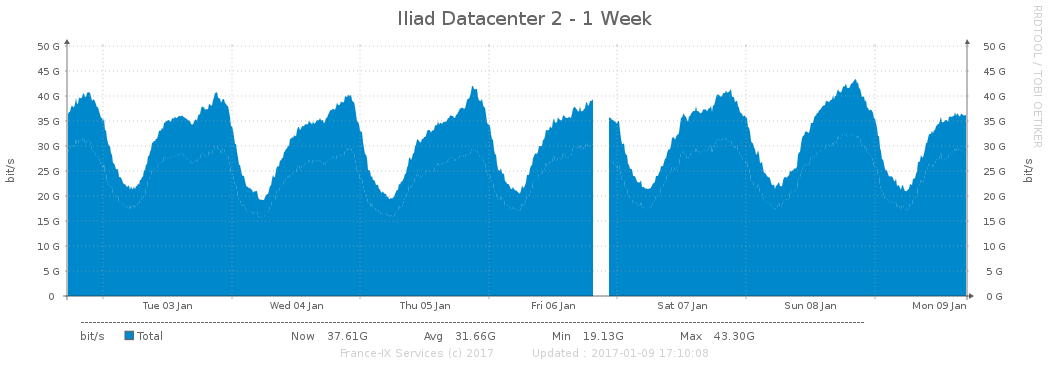 Iliad Datacenter 2 - 1 Week
RRDTOOL / TOBI OETIKER
bit/s
50 G 50 G
45 G 45 G
40 G 40 G
35 G 35 G
30 G 30 G
25 G 25 G
20 G 20 G
15 G 15 G
10 G 10 G
5 G 5 G
0 0 G
bit/s
Tue 03 Jan Wed 04 Jan Thu 05 Jan Fri 06 Jan Sat 07 Jan Sun 08 Jan Mon 09 Jan
bit/s Total Now 37.61G Avg 31.66G Min 19.13G Max 43.30G
France-IX Services (c) 2017 Updated : 2017-01-09 17:10:08